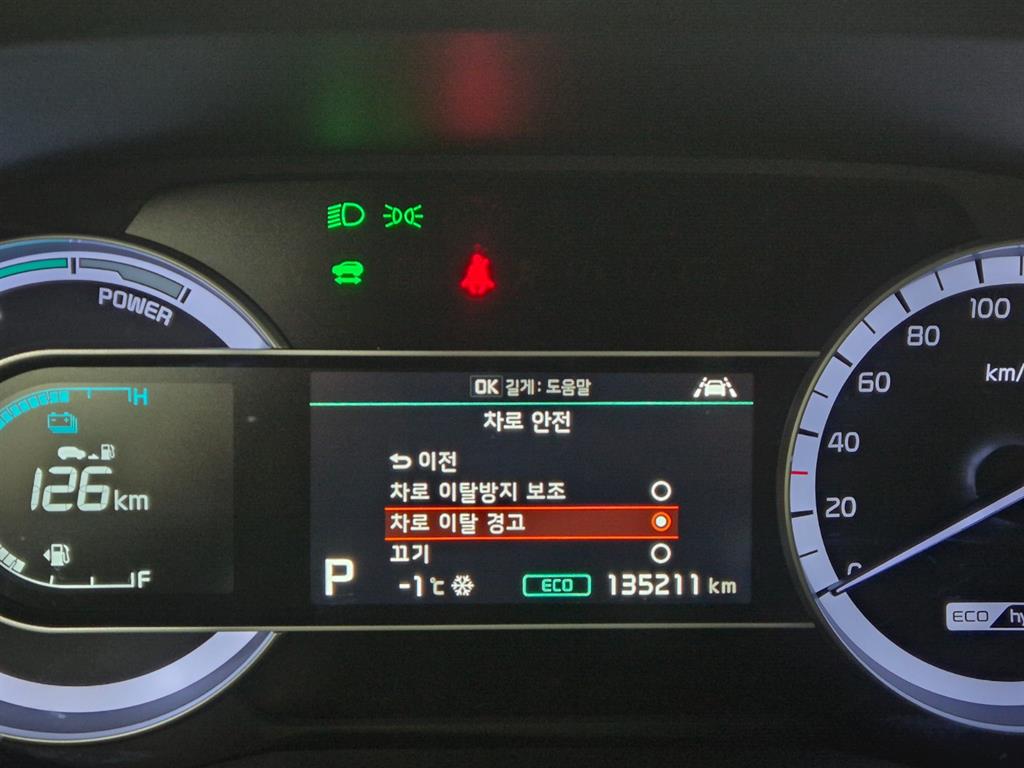 POWER
H
126km
F
OK 길게 : 도움말
차로 안전
이전
차로 이탈방지 보조
차로 이탈 경고
끄기
P
-1℃
ECO
135211 km
100
80
60
40
20
0
km/
ECO hy